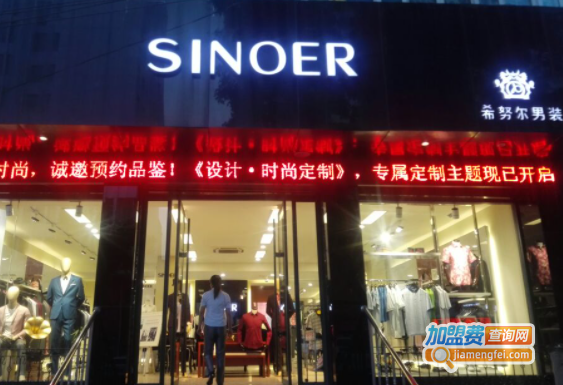 SINOER
希努尔男装
时尚，诚邀预约品鉴！《设计·时尚定制》，专属定制主题现已开启
加盟费查询网
jiamengfei.com